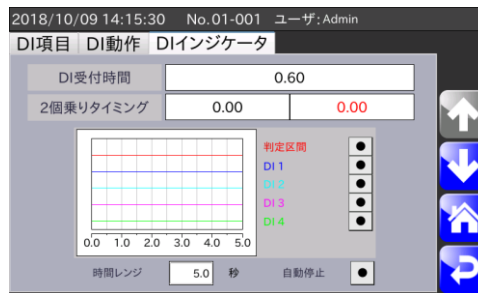 2018/10/09 14:15:30 No.01-001 ユーザ:Admin
DI項目 DI動作 DIインジケータ
DI受付時間 0.60
2個乗りタイミング 0.00 0.00
判定区間
DI 1
DI 2
DI 3
DI 4
0.0 1.0 2.0 3.0 4.0 5.0
時間レンジ 5.0 秒 自動停止